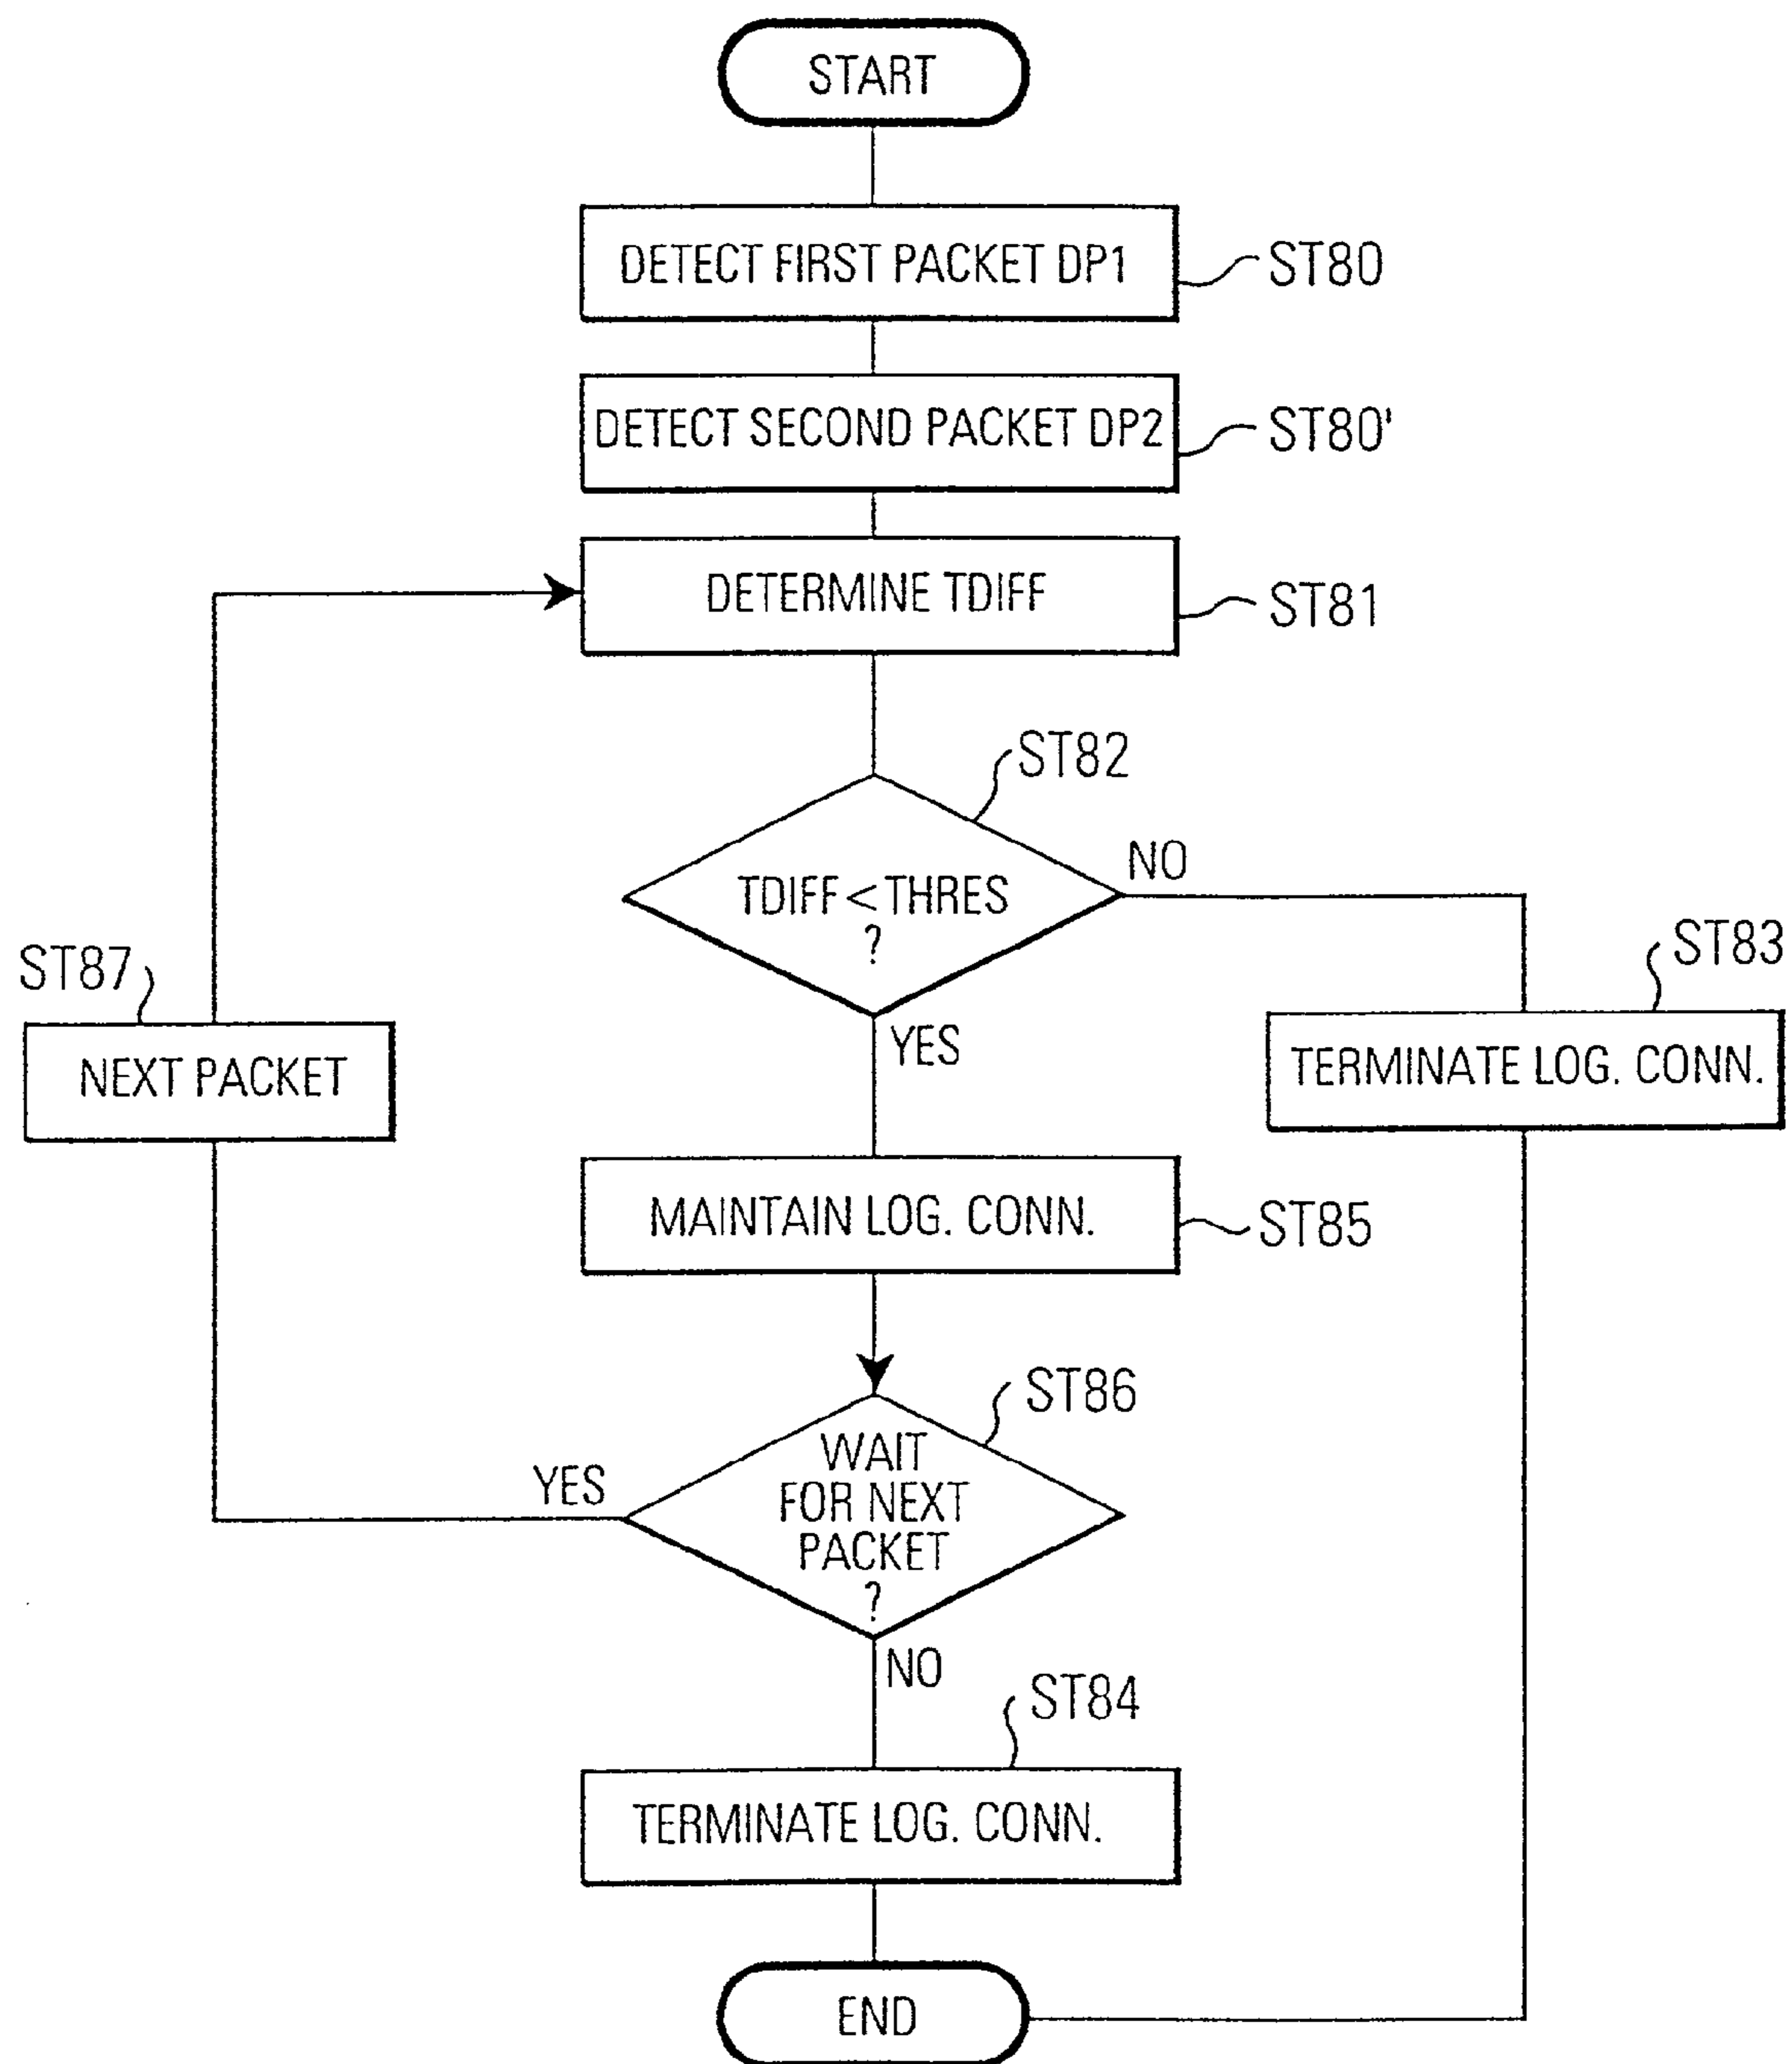 START
DETECT FIRST PACKET DP1
ST80
DETECT SECOND PACKET DP2
ST80'
DETERMINE TDIFF
ST81
ST82
TDIFF<THRES
?
NO
YES
ST83
TERMINATE LOG. CONN.
ST87
NEXT PACKET
MAINTAIN LOG. CONN.
ST85
ST86
WAIT
FOR NEXT
PACKET
?
YES
NO
ST84
TERMINATE LOG. CONN.
END